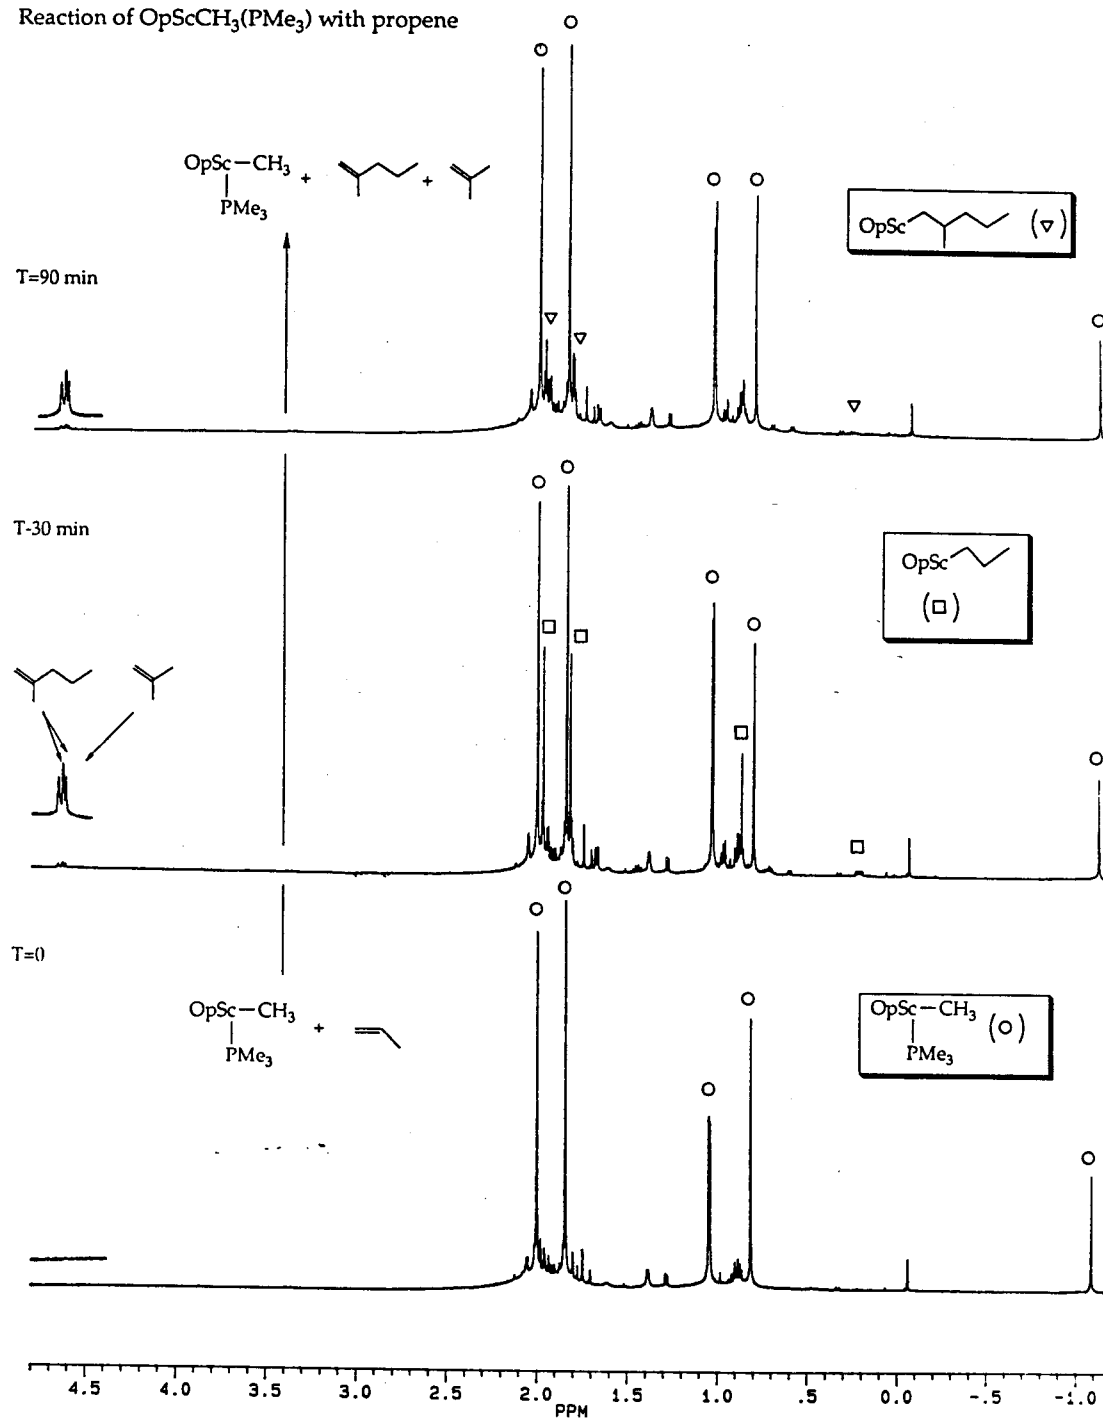 Reaction of OpScCH₃(PMe₃) with propene
OpSc—CH₃
PMe₃
+
+
OpSc
(▽)
T=90 min
T-30 min
OpSc
(□)
T=0
OpSc—CH₃
PMe₃
+
OpSc—CH₃
PMe₃
(O)
4.5 4.0 3.5 3.0 2.5 2.0 1.5 1.0 .5 0.0 -.5 -1.0
PPM